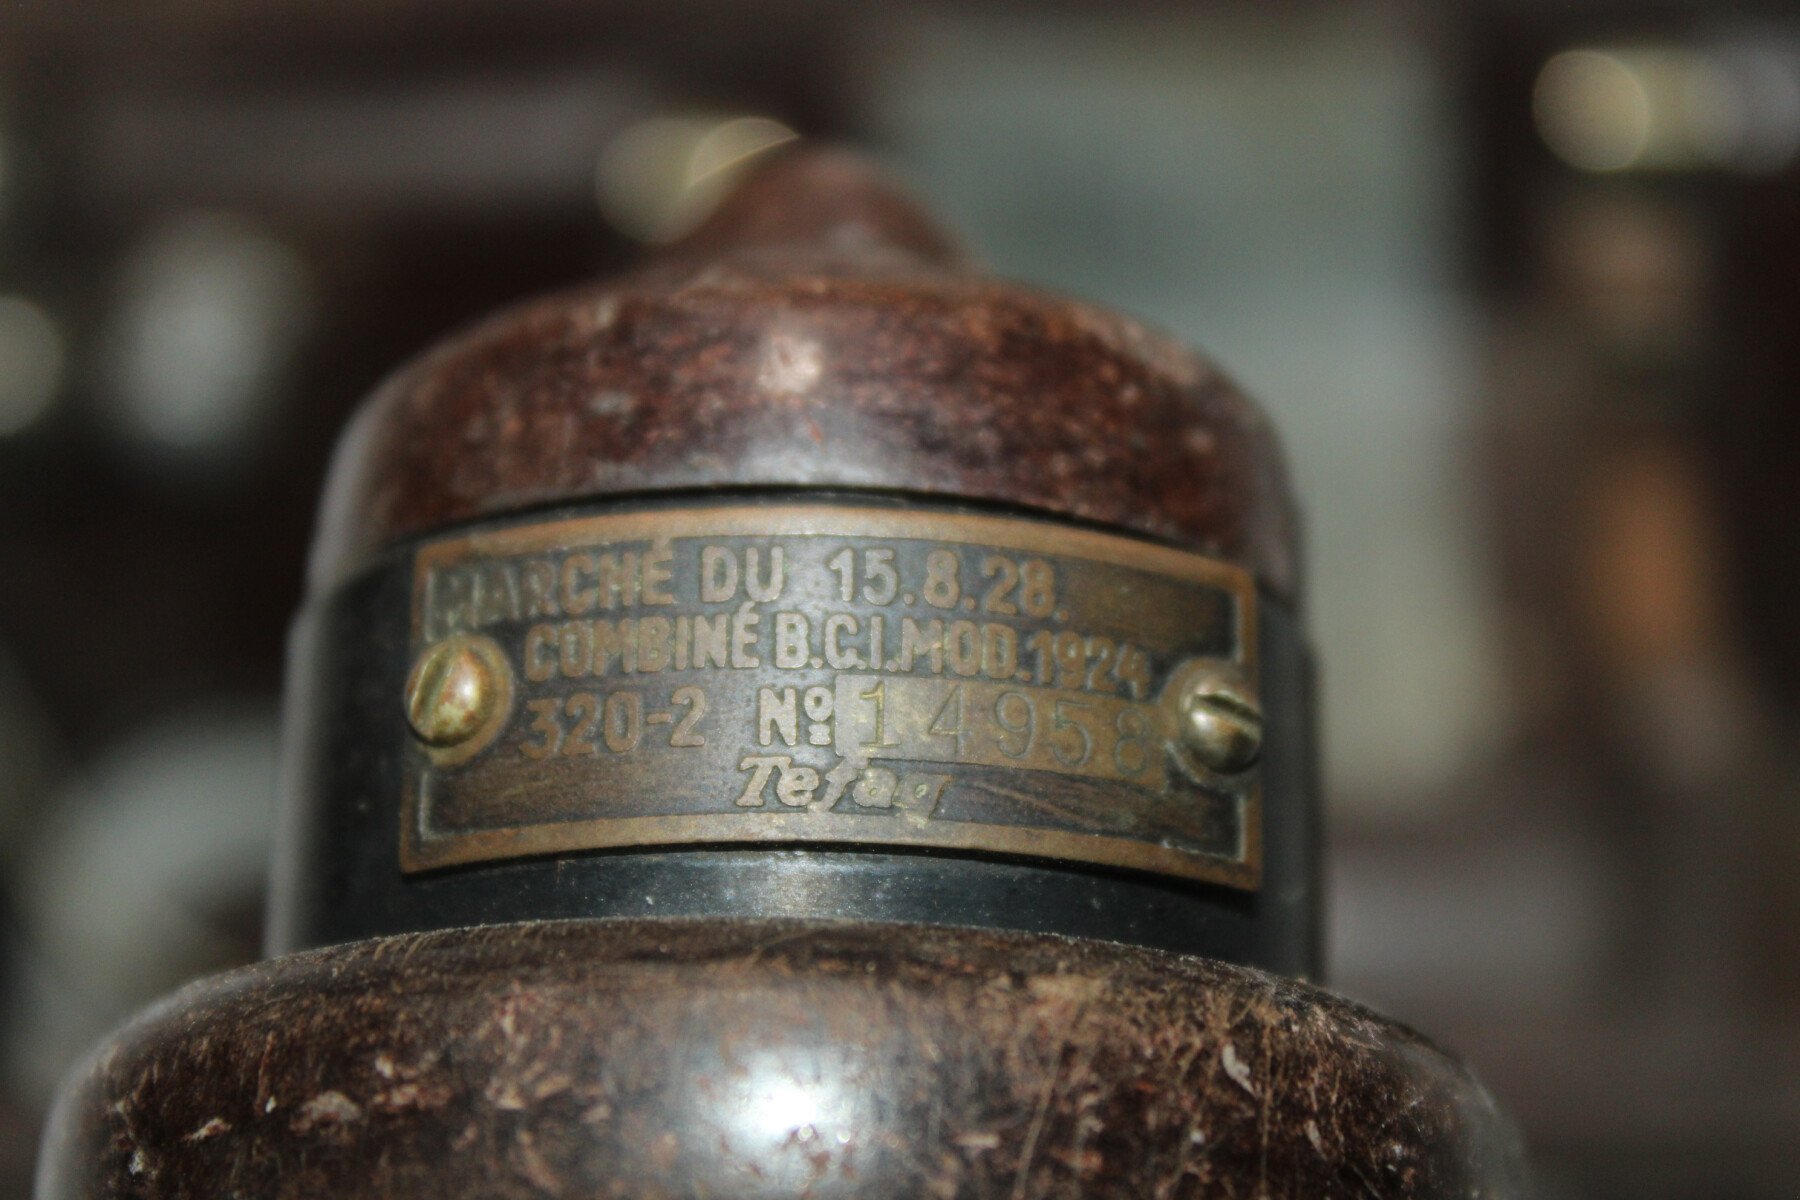 MARCHÉ DU 15.8.28.
COMBINÉ B.C.I. MOD. 1924
320-2 Nº 14958
Tefag